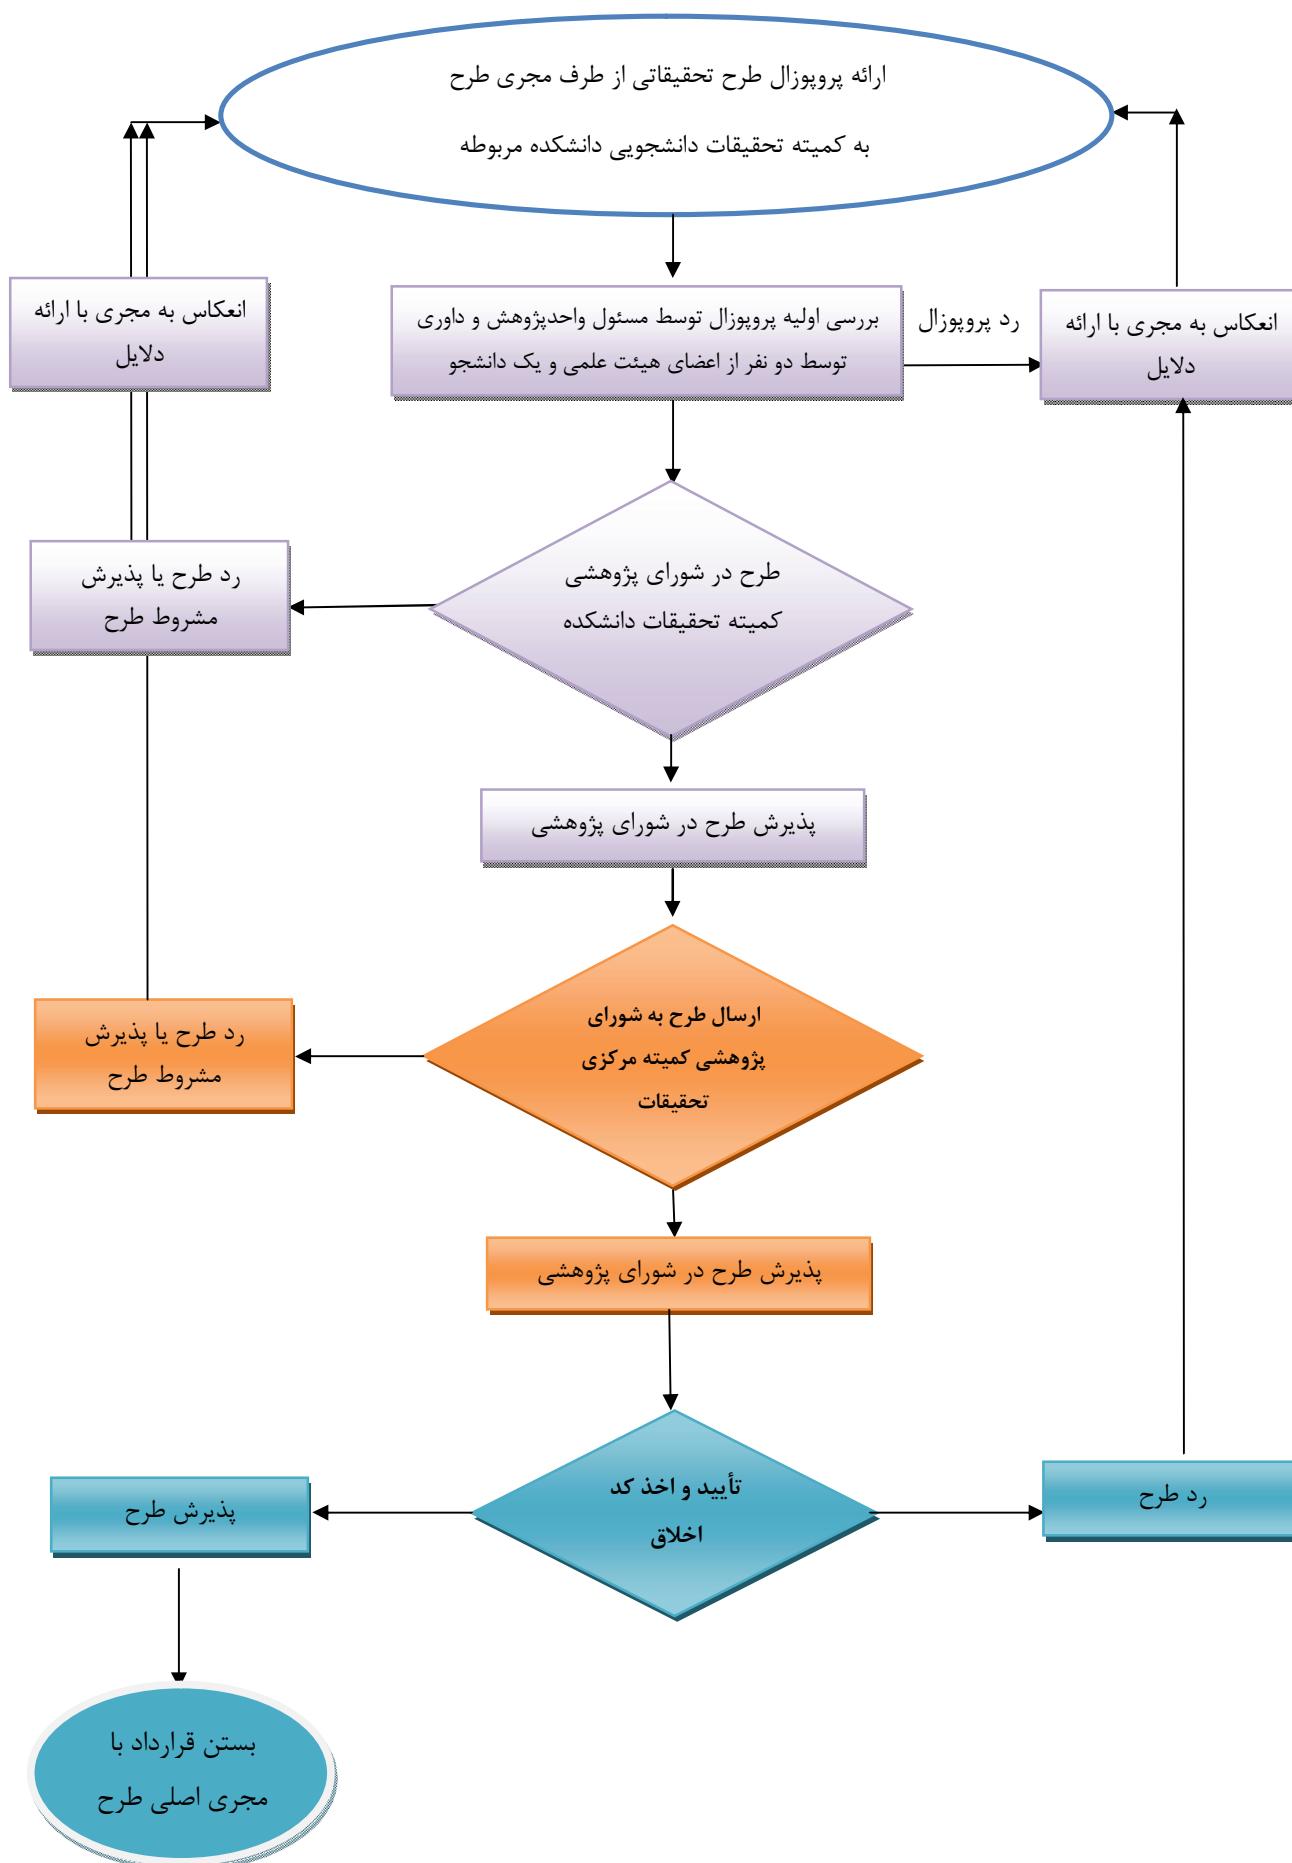 ارائه پروپوزال طرح تحقیقاتی از طرف مجری طرح
به کمیته تحقیقات دانشجویی دانشکده مربوطه
بررسی اولیه پروپوزال توسط مسئول واحدپژوهش و داوری
توسط دو نفر از اعضای هیئت علمی و یک دانشجو
رد پروپوزال
انعکاس به مجری با ارائه
دلایل
انعکاس به مجری با ارائه
دلایل
طرح در شورای پژوهشی
کمیته تحقیقات دانشکده
رد طرح یا پذیرش
مشروط طرح
پذیرش طرح در شورای پژوهشی
ارسال طرح به شورای
پژوهشی کمیته مرکزی
تحقیقات
رد طرح یا پذیرش
مشروط طرح
پذیرش طرح در شورای پژوهشی
تأیید و اخذ کد
اخلاق
رد طرح
پذیرش طرح
بستن قرارداد با
مجری اصلی طرح